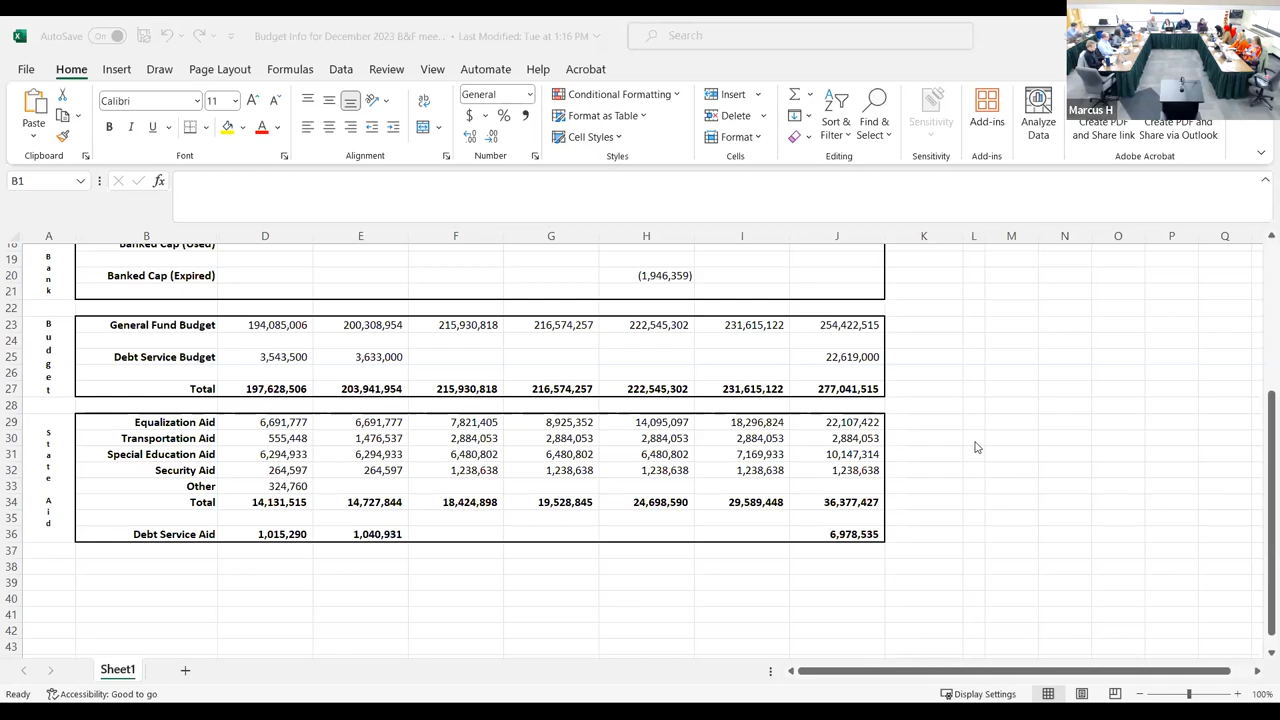 AutoSave On Budget Info for December 2023 B&F mee... • Last Modified: Tue at 1:16 PM Search
Marcus H
File Home Insert Draw Page Layout Formulas Data Review View Automate Help Acrobat
Paste
Clipboard
Calibri 11 A A
B I U A
Font
ab
Alignment
General
$ % 9
Number
Conditional Formatting
Format as Table
Cell Styles
Styles
Insert
Delete
Format
Cells
Sort & Filter
Find & Select
Editing
Sensitivity
Sensitivity
Add-ins
Add-ins
Analyze Data
Create PDF and Share link
Create PDF and Share via Outlook
Adobe Acrobat
B1 fx
A B D E F G H I J K L M N O P Q
18 Banked Cap (Used)
19 B
a
20 n Banked Cap (Expired) (1,946,359)
21 k
22
23 B General Fund Budget 194,085,006 200,308,954 215,930,818 216,574,257 222,545,302 231,615,122 254,422,515
24 u
25 d Debt Service Budget 3,543,500 3,633,000 22,619,000
g
26 e
27 t Total 197,628,506 203,941,954 215,930,818 216,574,257 222,545,302 231,615,122 277,041,515
28
29 S Equalization Aid 6,691,777 6,691,777 7,821,405 8,925,352 14,095,097 18,296,824 22,107,422
30 t Transportation Aid 555,448 1,476,537 2,884,053 2,884,053 2,884,053 2,884,053 2,884,053
31 a Special Education Aid 6,294,933 6,294,933 6,480,802 6,480,802 6,480,802 7,169,933 10,147,314
32 t Security Aid 264,597 264,597 1,238,638 1,238,638 1,238,638 1,238,638 1,238,638
33 e Other 324,760
34 A Total 14,131,515 14,727,844 18,424,898 19,528,845 24,698,590 29,589,448 36,377,427
35 i
36 d Debt Service Aid 1,015,290 1,040,931 6,978,535
37
38
39
40
41
42
43
Sheet1
Ready Accessibility: Good to go Display Settings 100%